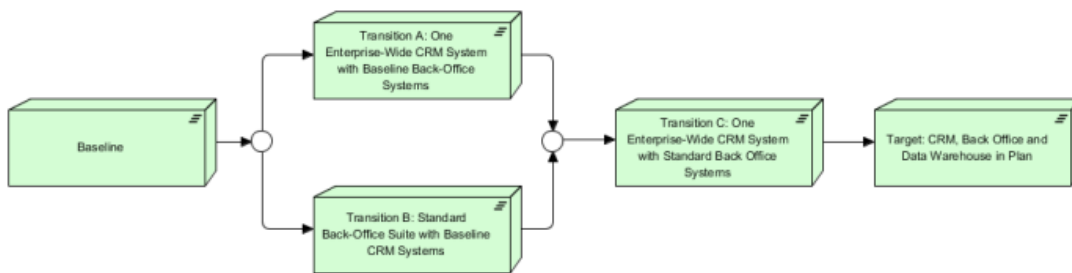 Baseline
Transition A: One
Enterprise-Wide CRM System
with Baseline Back-Office
Systems
Transition B: Standard
Back-Office Suite with Baseline
CRM Systems
Transition C: One
Enterprise-Wide CRM System
with Standard Back Office
Systems
Target: CRM, Back Office and
Data Warehouse in Plan